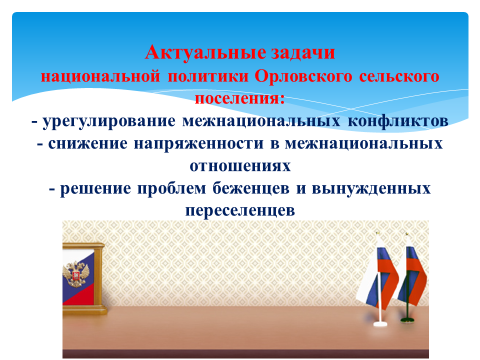 Актуальные задачи
национальной политики Орловского сельского
поселения:
- урегулирование межнациональных конфликтов
- снижение напряженности в межнациональных
отношениях
- решение проблем беженцев и вынужденных
переселенцев